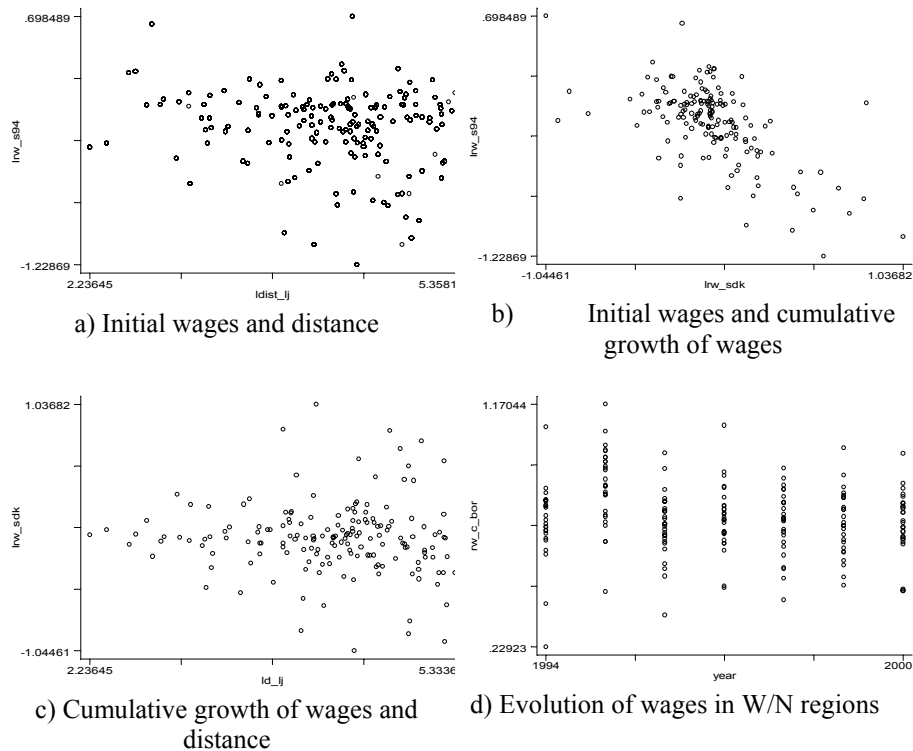 .698489
lrw_s94
-1.22869
2.23645
5.3581
ldist_lj
a) Initial wages and distance
.698489
lrw_s94
-1.22869
-1.04461
1.03682
lrw_sdk
b) Initial wages and cumulative
growth of wages
1.03682
lrw_sdk
-1.04461
2.23645
5.3336
ld_lj
c) Cumulative growth of wages and
distance
1.17044
rw_c_bor
.22923
1994
2000
year
d) Evolution of wages in W/N regions